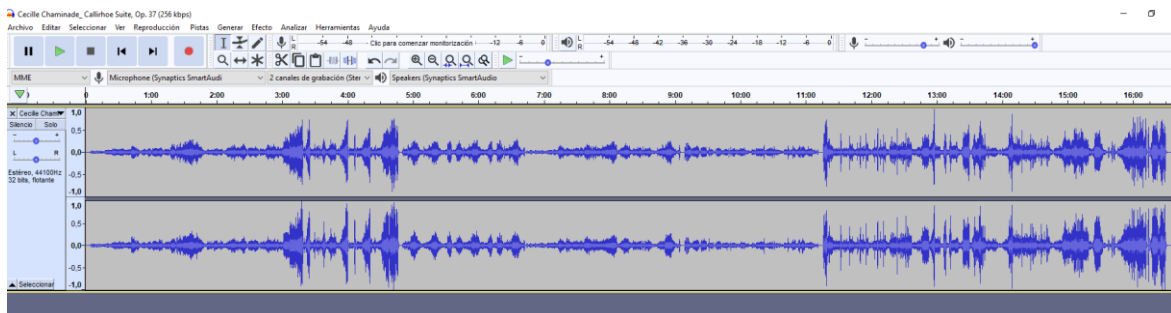 Cecille Chaminade_ Callirhoe Suite, Op. 37 (256 kbps)
Archivo Editar Seleccionar Ver Reproducción Pistas Generar Efecto Analizar Herramientas Ayuda
L R -54 -48 - Clic para comenzar monitorización - -12 -6 0 L R -54 -48 -42 -36 -30 -24 -18 -12 -6 0 - + - +
MME Microphone (Synaptics SmartAudi 2 canales de grabación (Ster Speakers (Synaptics SmartAudio
0 1:00 2:00 3:00 4:00 5:00 6:00 7:00 8:00 9:00 10:00 11:00 12:00 13:00 14:00 15:00 16:00
X Cecille Cham 1,0
Silencio Solo 0,5
- +
L R 0,0
Estéreo, 44100Hz -0,5
32 bits, flotante
-1,0
1,0
0,5
0,0
-0,5
Seleccionar -1,0